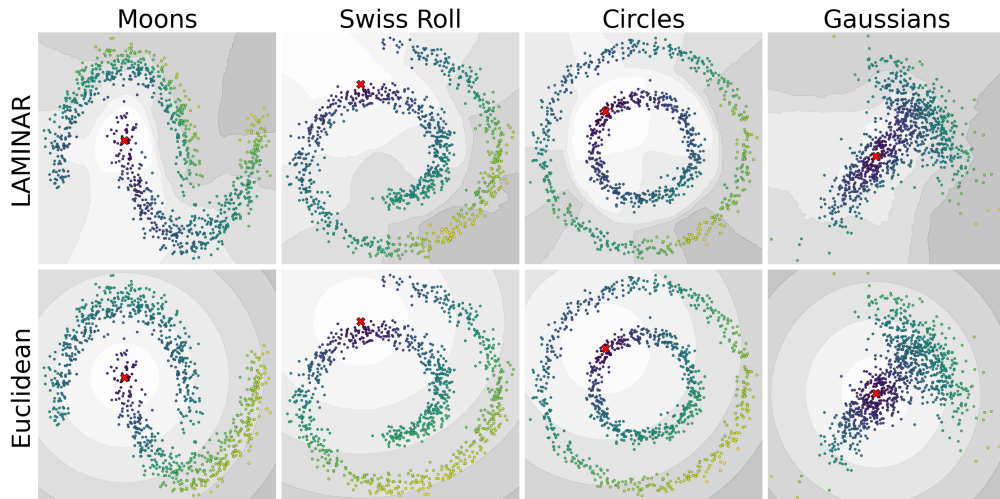 Moons
Swiss Roll
Circles
Gaussians
LAMINAR
Euclidean